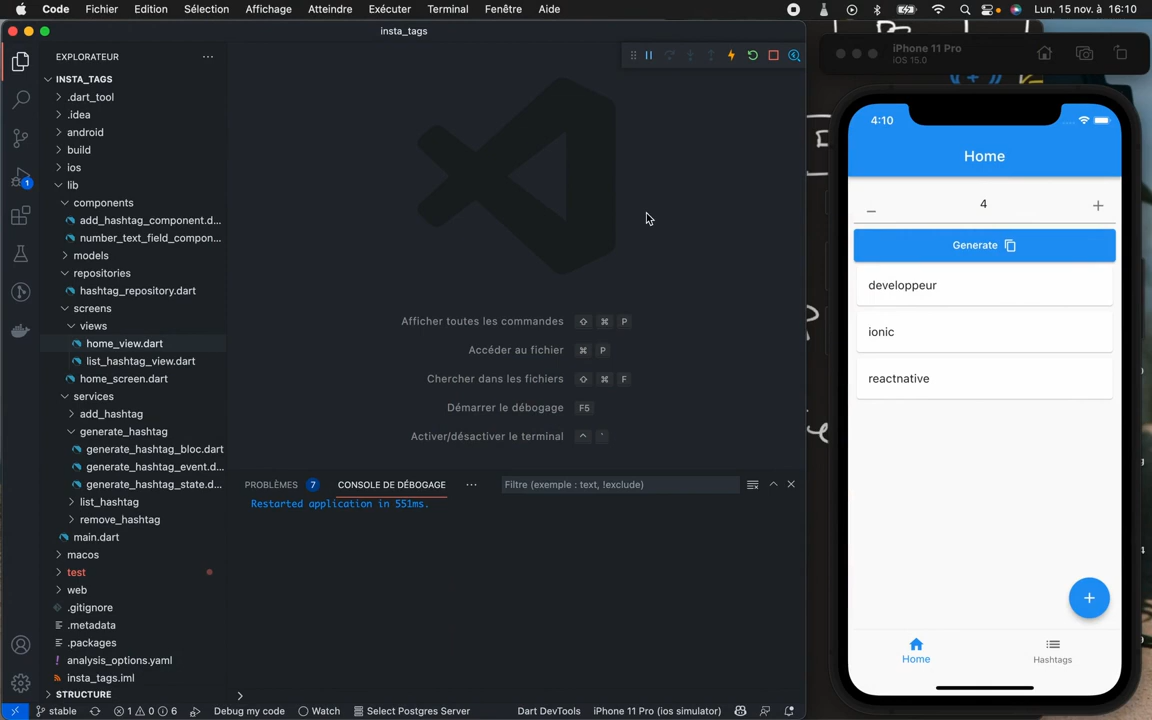 Code Fichier Edition Sélection Affichage Atteindre Exécuter Terminal Fenêtre Aide Lun. 15 nov. à 16:10
insta_tags
EXPLORATEUR
INSTA_TAGS
.dart_tool
.idea
android
build
ios
lib
components
add_hashtag_component.d...
number_text_field_compon...
models
repositories
hashtag_repository.dart
screens
views
home_view.dart
list_hashtag_view.dart
home_screen.dart
services
add_hashtag
generate_hashtag
generate_hashtag_bloc.dart
generate_hashtag_event.d...
generate_hashtag_state.d...
list_hashtag
remove_hashtag
main.dart
macos
test
web
.gitignore
.metadata
.packages
analysis_options.yaml
insta_tags.iml
STRUCTURE
1
Afficher toutes les commandes ⇧ ⌘ P
Accéder au fichier ⌘ P
Chercher dans les fichiers ⇧ ⌘ F
Démarrer le débogage F5
Activer/désactiver le terminal ^ `
PROBLÈMES 7 CONSOLE DE DÉBOGAGE ... Filtre (exemple : text, !exclude)
Restarted application in 551ms.
stable 1 0 6 Debug my code Watch Select Postgres Server Dart DevTools iPhone 11 Pro (ios simulator)
iPhone 11 Pro
iOS 15.0
4:10
Home
– 4 +
Generate
developpeur
ionic
reactnative
+
Home Hashtags